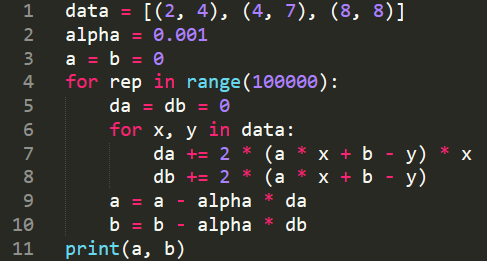 1 data = [(2, 4), (4, 7), (8, 8)]
2 alpha = 0.001
3 a = b = 0
4 for rep in range(100000):
5     da = db = 0
6     for x, y in data:
7         da += 2 * (a * x + b - y) * x
8         db += 2 * (a * x + b - y)
9     a = a - alpha * da
10     b = b - alpha * db
11 print(a, b)